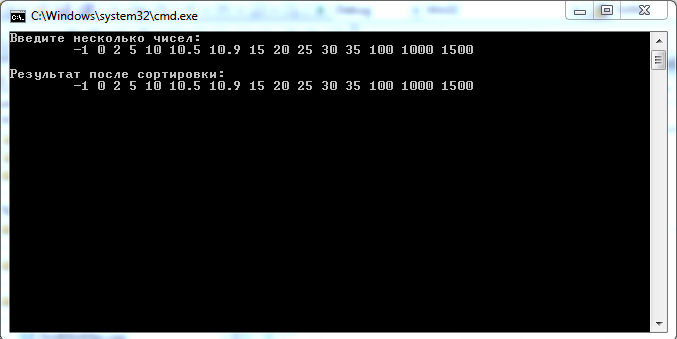 C:\Windows\system32\cmd.exe
Введите несколько чисел:
-1 0 2 5 10 10.5 10.9 15 20 25 30 35 100 1000 1500
Результат после сортировки:
-1 0 2 5 10 10.5 10.9 15 20 25 30 35 100 1000 1500